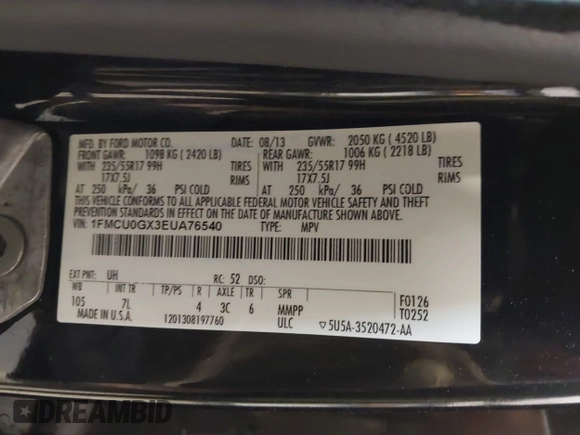 MFD. BY FORD MOTOR CO. DATE: 08/13 GVWR: 2050 KG ( 4520 LB)
FRONT GAWR: 1098 KG ( 2420 LB) REAR GAWR: 1006 KG ( 2218 LB)
WITH 235/55R17 99H TIRES WITH 235/55R17 99H TIRES
17X7.5J RIMS 17X7.5J RIMS
AT 250 kPa/ 36 PSI COLD AT 250 kPa/ 36 PSI COLD
THIS VEHICLE CONFORMS TO ALL APPLICABLE FEDERAL MOTOR VEHICLE SAFETY AND THEFT
PREVENTION STANDARDS IN EFFECT ON THE DATE OF MANUFACTURE SHOWN ABOVE.
VIN: 1FMCU0GX3EUA76540 TYPE: MPV
EXT PNT: UH RC: 52 DSO:
WB INT TR TP/PS R AXLE TR SPR F0126
105 7L 4 3C 6 MMPP T0252
MADE IN U.S.A. 1201308197760 ULC ▽5U5A-3520472-AA
DREAMBID